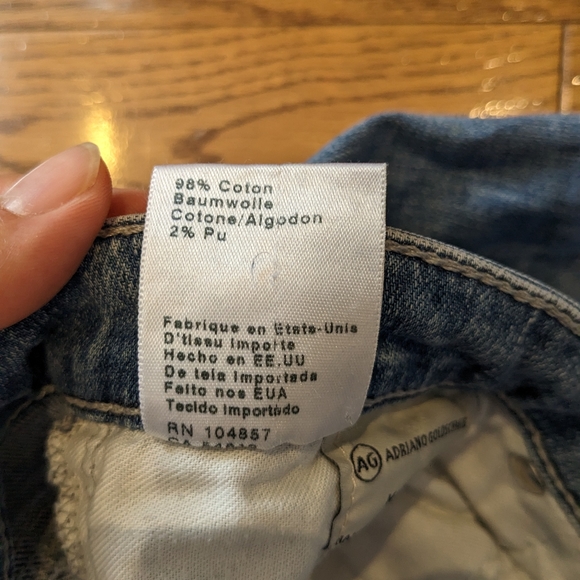 98% Coton
Baumwolle
Cotone/Algodon
2% Pu
Fabrique en Etats-Unis
D'tissu Importe
Hecho en EE.UU
De tela Importada
Feito nos EUA
Tecido Importado
RN 104857
AG ADRIANO GOLDSCHMIED